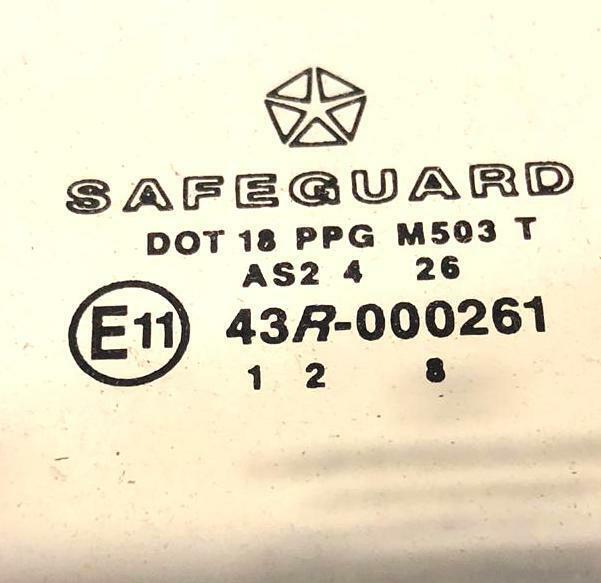 SAFEGUARD
DOT 18 PPG M503 T
AS2 4 26
E11 43R-000261
1 2 8